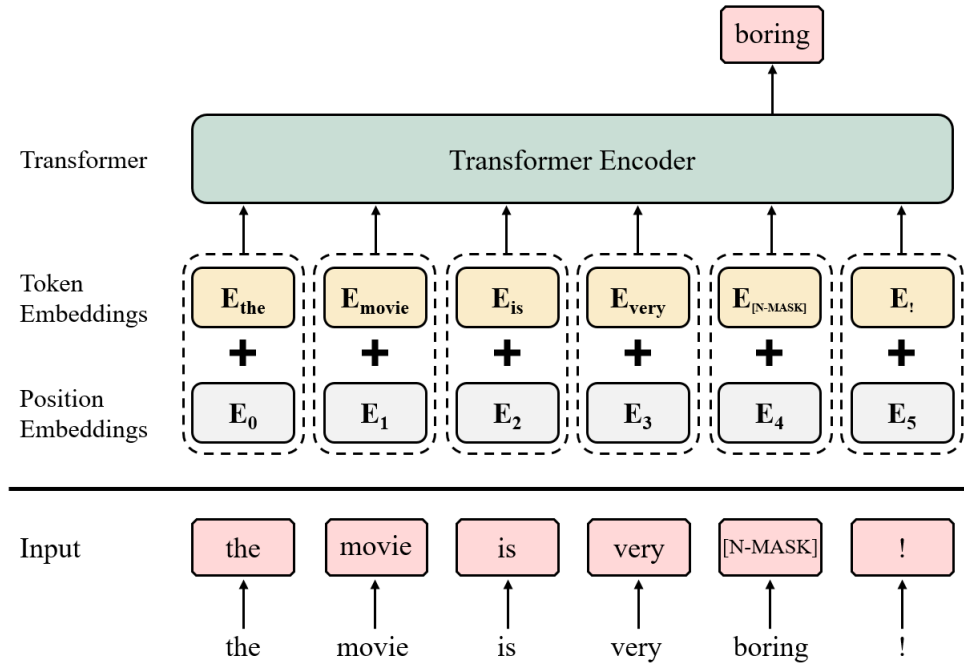 boring
Transformer
Transformer Encoder
Token
Embeddings
E_the E_movie E_is E_very E_[N-MASK] E_!
+ + + + + +
Position
Embeddings
E_0 E_1 E_2 E_3 E_4 E_5
Input
the movie is very [N-MASK] !
the movie is very boring !